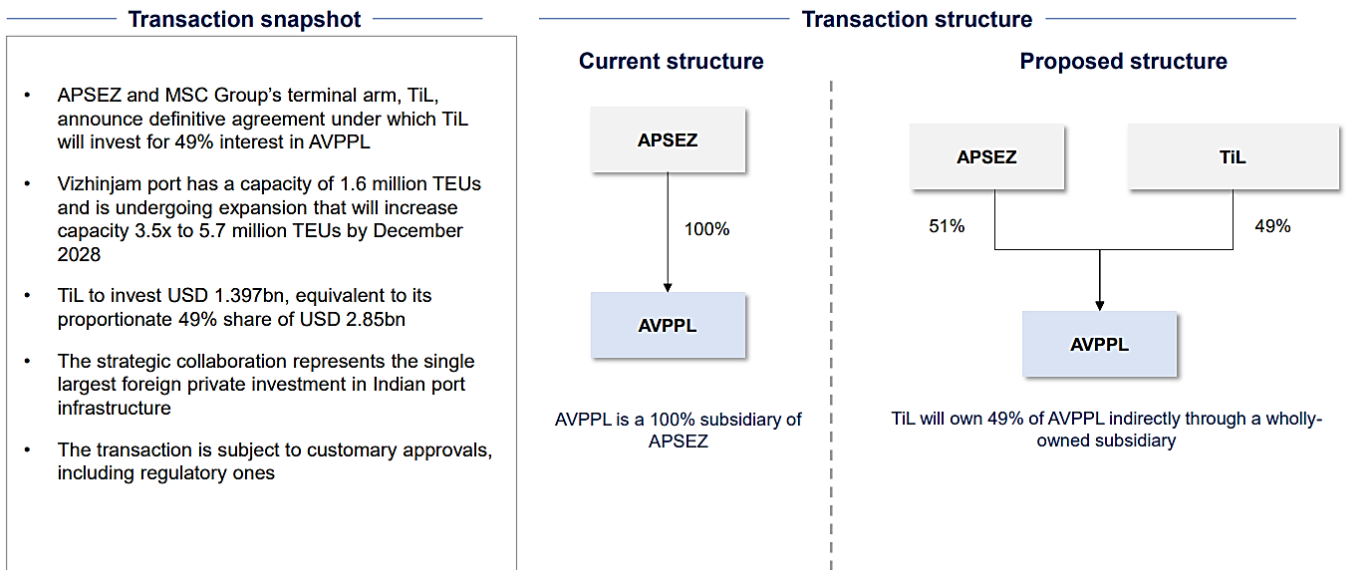 Transaction snapshot
• APSEZ and MSC Group's terminal arm, TiL,
announce definitive agreement under which TiL
will invest for 49% interest in AVPPL
• Vizhinjam port has a capacity of 1.6 million TEUs
and is undergoing expansion that will increase
capacity 3.5x to 5.7 million TEUs by December
2028
• TiL to invest USD 1.397bn, equivalent to its
proportionate 49% share of USD 2.85bn
• The strategic collaboration represents the single
largest foreign private investment in Indian port
infrastructure
• The transaction is subject to customary approvals,
including regulatory ones
Transaction structure
Current structure
APSEZ
100%
AVPPL
AVPPL is a 100% subsidiary of
APSEZ
Proposed structure
APSEZ
TiL
51%
49%
AVPPL
TiL will own 49% of AVPPL indirectly through a wholly-
owned subsidiary